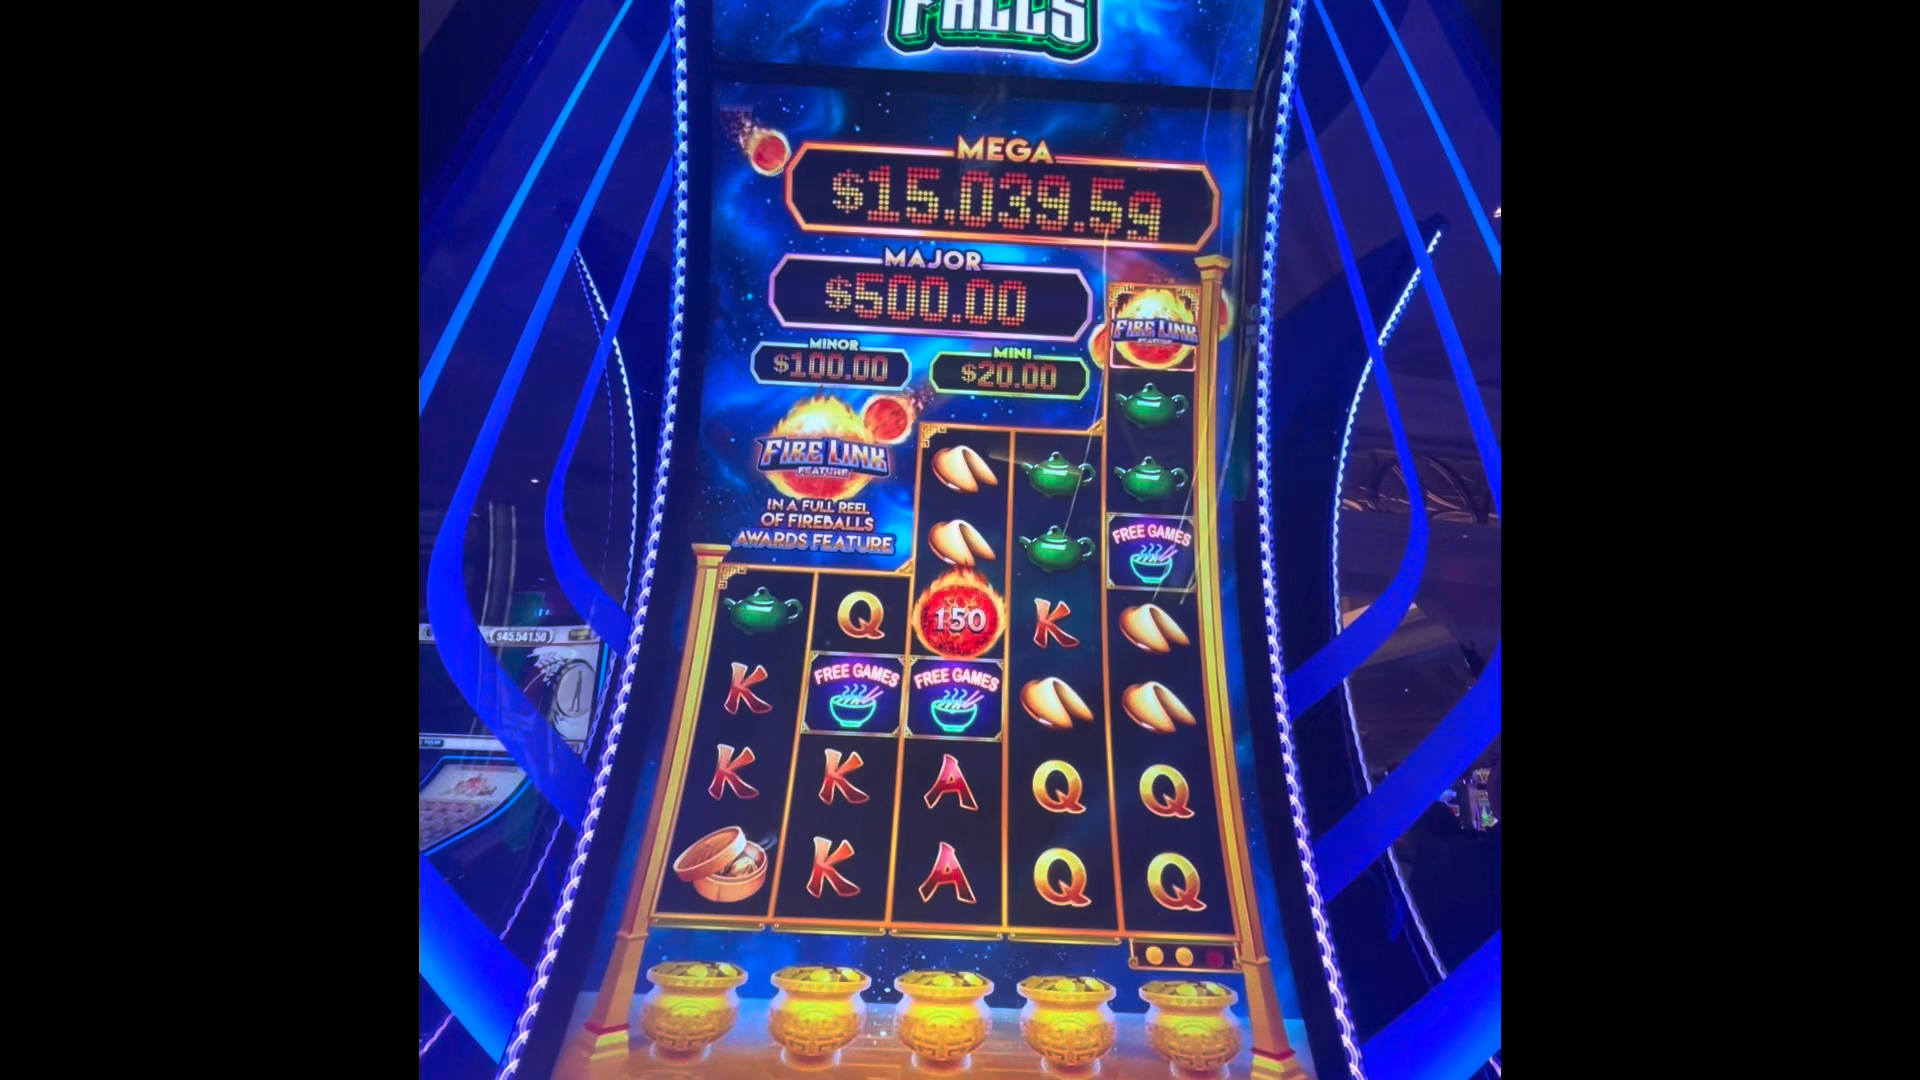 FALLS
MEGA
$15,039.59
MAJOR
$500.00
MINOR
$100.00
MINI
$20.00
FIRE LINK
FEATURE
FIRE LINK
FEATURE
IN A FULL REEL
OF FIREBALLS
AWARDS FEATURE
FREE GAMES
Q
150
K
K
FREE GAMES
FREE GAMES
K
K
A
Q
Q
K
A
Q
Q
$45,541.50